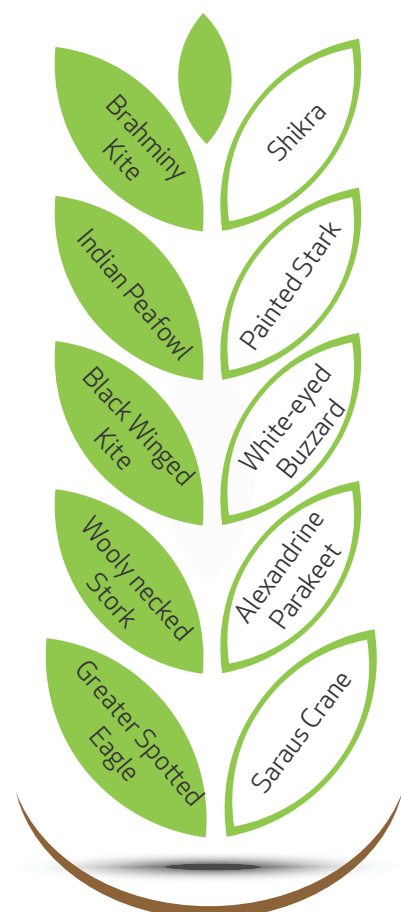 Brahminy
Kite
Shikra
Indian Peafowl
Painted Stark
Black Winged
Kite
White-eyed
Buzzard
Wooly necked
Stork
Alexandrine
Parakeet
Greater Spotted
Eagle
Saraus Crane